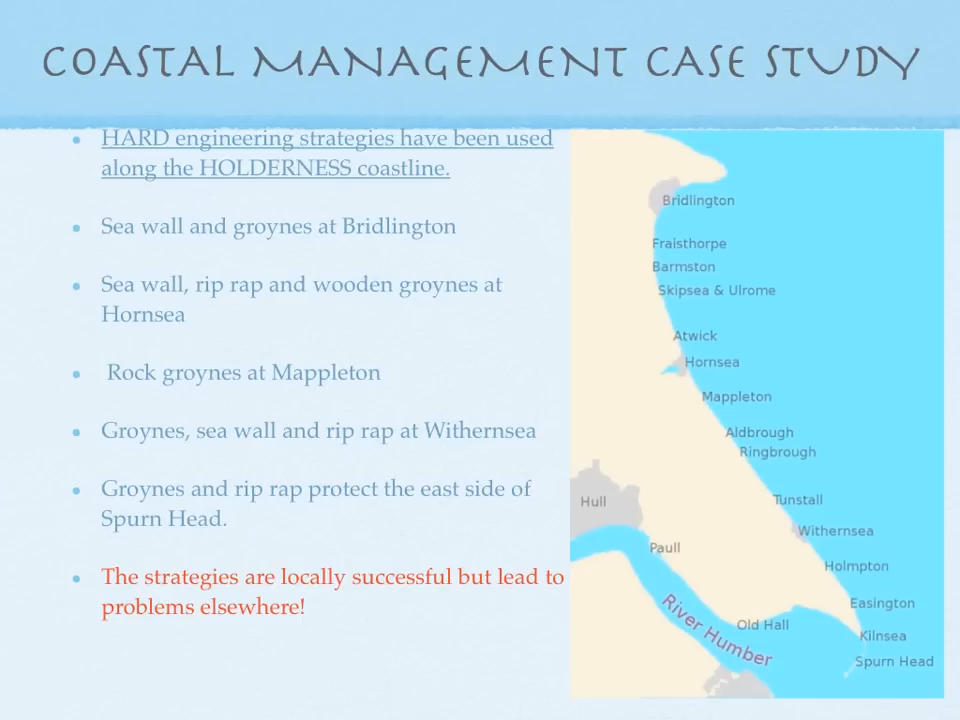 COASTAL MANAGEMENT CASE STUDY
• HARD engineering strategies have been used
along the HOLDERNESS coastline.
• Sea wall and groynes at Bridlington
• Sea wall, rip rap and wooden groynes at
Hornsea
• Rock groynes at Mappleton
• Groynes, sea wall and rip rap at Withernsea
• Groynes and rip rap protect the east side of
Spurn Head.
• The strategies are locally successful but lead to
problems elsewhere!
Bridlington
Fraisthorpe
Barmston
Skipsea & Ulrome
Atwick
Hornsea
Mappleton
Aldbrough
Ringbrough
Tunstall
Hull
Withernsea
Paull
Holmpton
Easington
Old Hall
River Humber
Kilnsea
Spurn Head